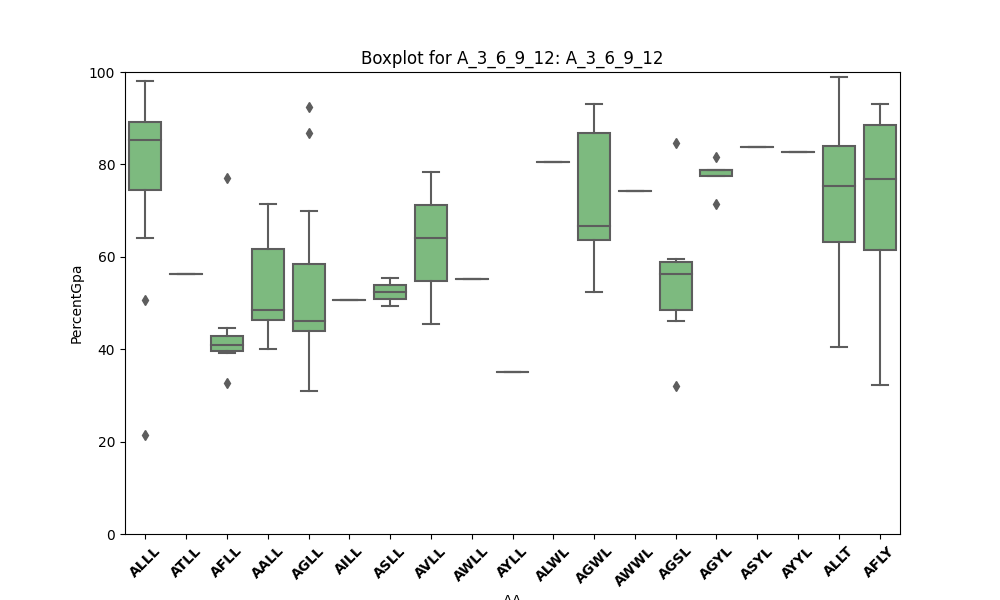 Boxplot for A_3_6_9_12: A_3_6_9_12
PercentGpa
100
80
60
40
20
0
ALLL
ATLL
AFLL
AALL
AGLL
AILL
ASLL
AVLL
AWLL
AYLL
ALWL
AGWL
AWWL
AGSL
AGYL
ASYL
AYYL
ALLT
AFLY
AA